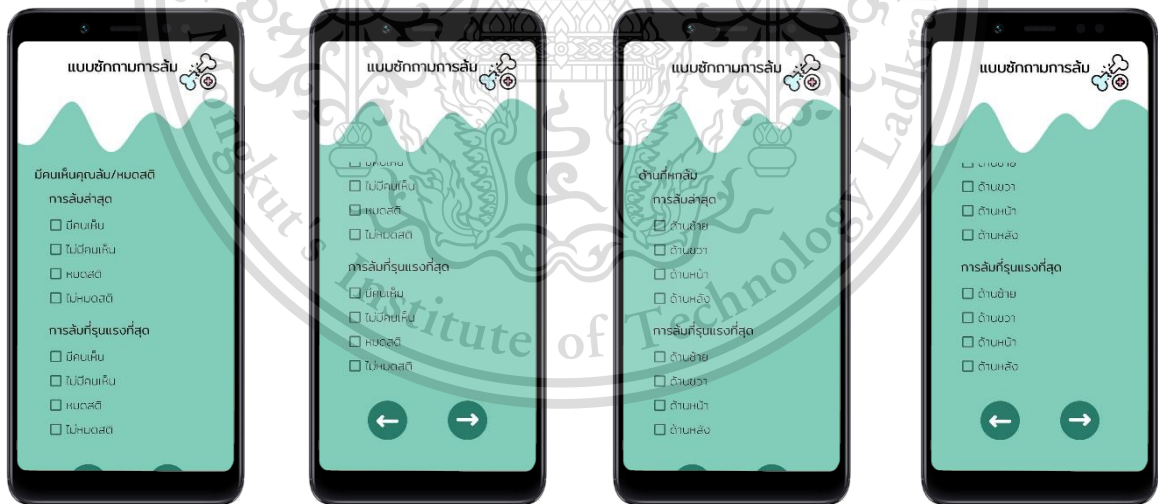 แบบซักถามการล้ม
มีคนเห็นคุณล้ม/หมดสติ
การล้มล่าสุด
มีคนเห็น
ไม่มีคนเห็น
หมดสติ
ไม่หมดสติ
การล้มที่รุนแรงที่สุด
มีคนเห็น
ไม่มีคนเห็น
หมดสติ
ไม่หมดสติ
แบบซักถามการล้ม
มีคนเห็น
ไม่มีคนเห็น
หมดสติ
ไม่หมดสติ
การล้มที่รุนแรงที่สุด
มีคนเห็น
ไม่มีคนเห็น
หมดสติ
ไม่หมดสติ
แบบซักถามการล้ม
ด้านที่หกล้ม
การล้มล่าสุด
ด้านซ้าย
ด้านขวา
ด้านหน้า
ด้านหลัง
การล้มที่รุนแรงที่สุด
ด้านซ้าย
ด้านขวา
ด้านหน้า
ด้านหลัง
แบบซักถามการล้ม
ด้านซ้าย
ด้านขวา
ด้านหน้า
ด้านหลัง
การล้มที่รุนแรงที่สุด
ด้านซ้าย
ด้านขวา
ด้านหน้า
ด้านหลัง
Institute of Technology